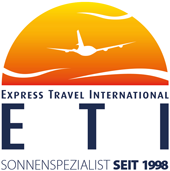 EXPRESS TRAVEL INTERNATIONAL
ETI
SONNENSPEZIALIST SEIT 1998